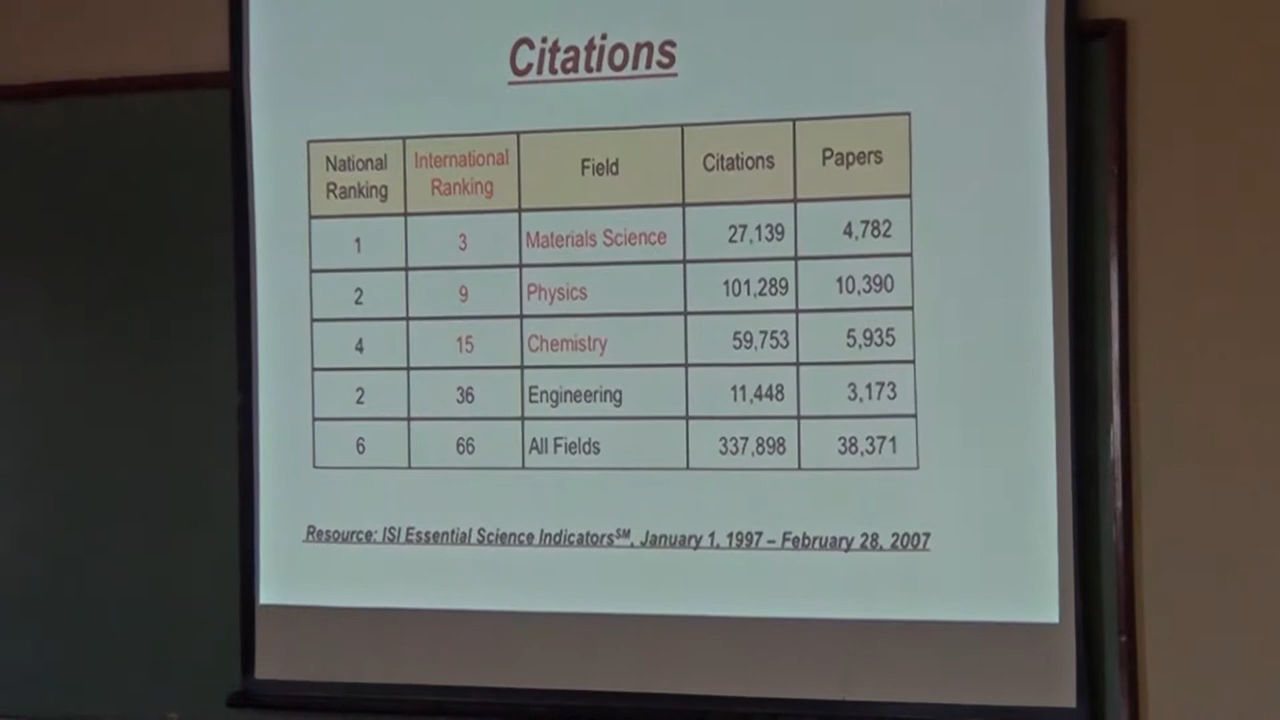 Citations
National Ranking International Ranking Field Citations Papers
1 3 Materials Science 27,139 4,782
2 9 Physics 101,289 10,390
4 15 Chemistry 59,753 5,935
2 36 Engineering 11,448 3,173
6 66 All Fields 337,898 38,371
Resource: ISI Essential Science Indicators℠, January 1, 1997 – February 28, 2007